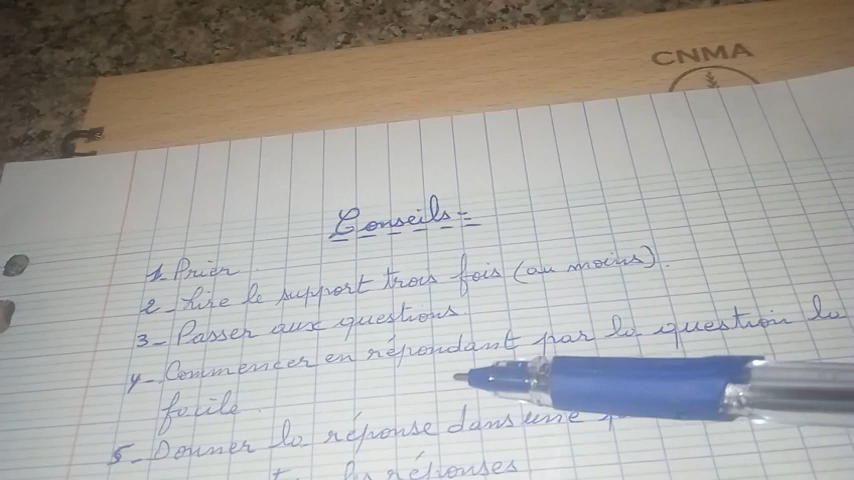 CNMA
Conseils =
1- Prier.
2- Lire le support trois fois (au moins).
3- Passer aux questions.
4- Commencer en répondant par la question la
facile.
5- Donner la réponse dans une
les réponses